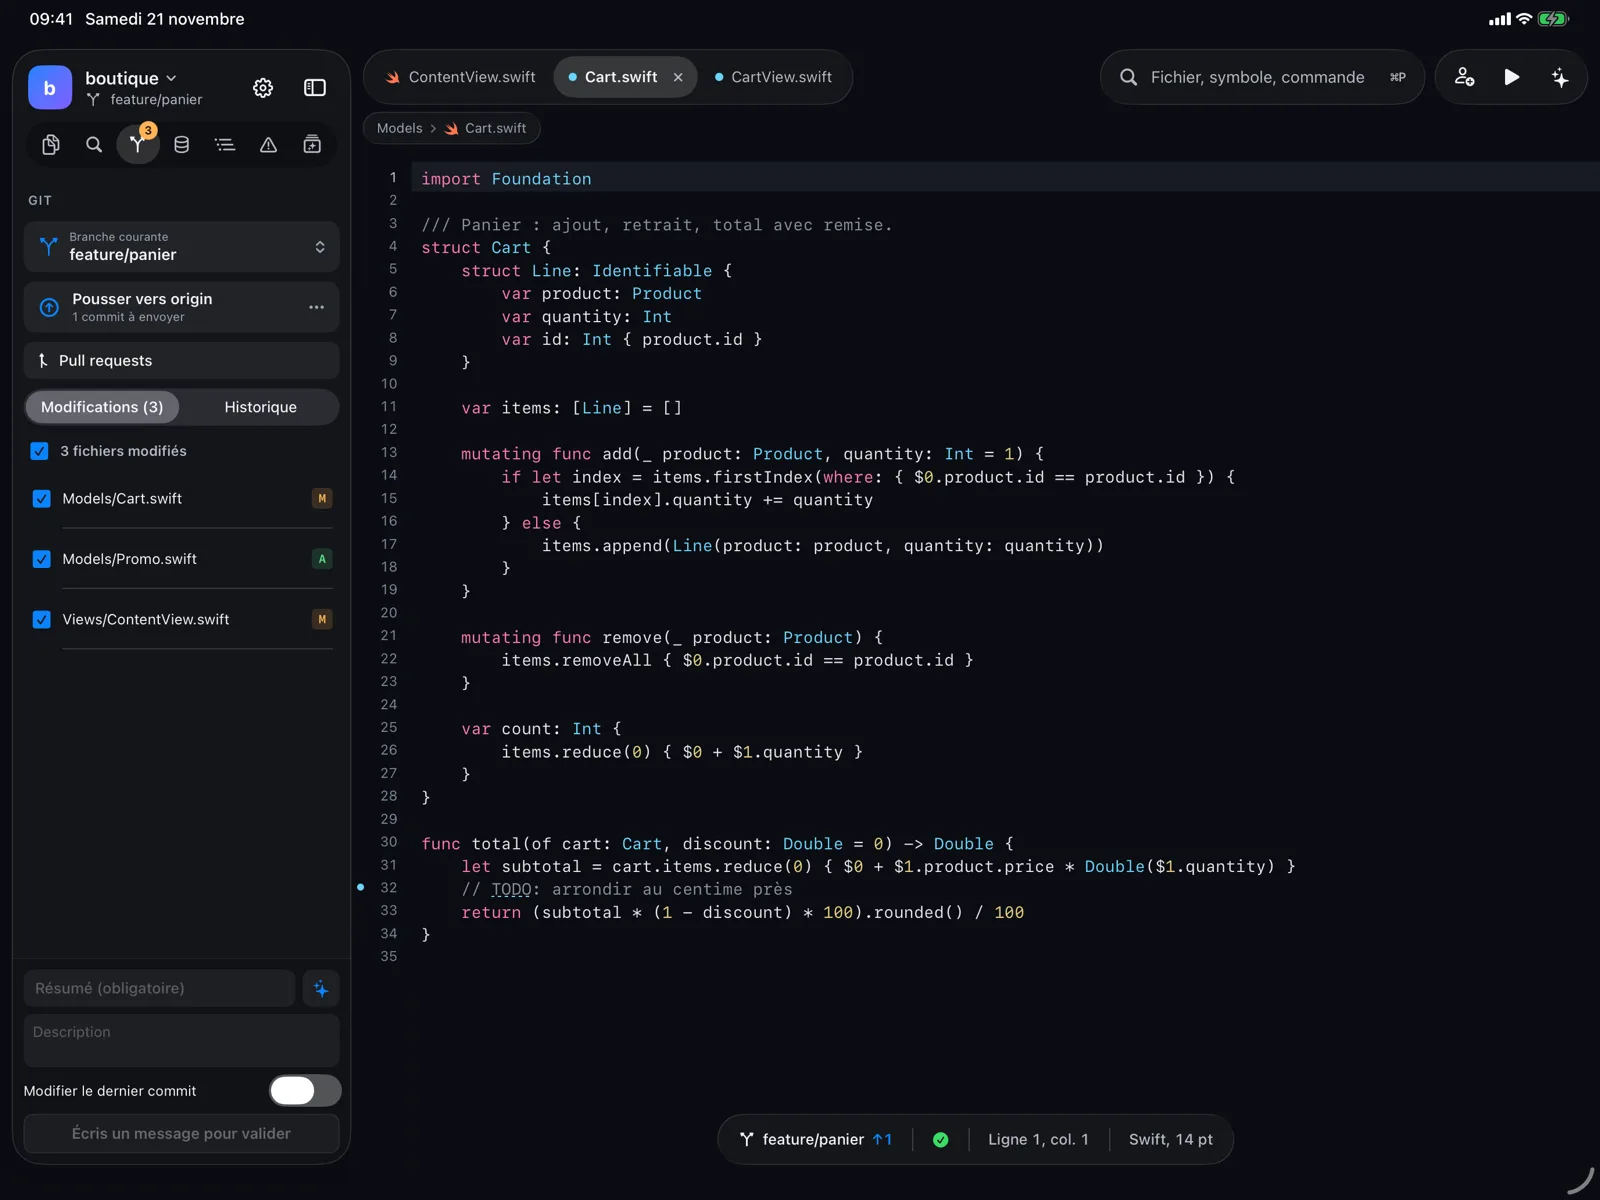 09:41 Samedi 21 novembre
b
boutique
feature/panier
3
GIT
Branche courante
feature/panier
Pousser vers origin
1 commit à envoyer
Pull requests
Modifications (3) Historique
3 fichiers modifiés
Models/Cart.swift M
Models/Promo.swift A
Views/ContentView.swift M
Résumé (obligatoire)
Description
Modifier le dernier commit
Écris un message pour valider
ContentView.swift Cart.swift CartView.swift
Fichier, symbole, commande ⌘P
Models > Cart.swift
1 import Foundation
2
3 /// Panier : ajout, retrait, total avec remise.
4 struct Cart {
5     struct Line: Identifiable {
6         var product: Product
7         var quantity: Int
8         var id: Int { product.id }
9     }
10
11     var items: [Line] = []
12
13     mutating func add(_ product: Product, quantity: Int = 1) {
14         if let index = items.firstIndex(where: { $0.product.id == product.id }) {
15             items[index].quantity += quantity
16         } else {
17             items.append(Line(product: product, quantity: quantity))
18         }
19     }
20
21     mutating func remove(_ product: Product) {
22         items.removeAll { $0.product.id == product.id }
23     }
24
25     var count: Int {
26         items.reduce(0) { $0 + $1.quantity }
27     }
28 }
29
30 func total(of cart: Cart, discount: Double = 0) -> Double {
31     let subtotal = cart.items.reduce(0) { $0 + $1.product.price * Double($1.quantity) }
32     // TODO: arrondir au centime près
33     return (subtotal * (1 - discount) * 100).rounded() / 100
34 }
35
feature/panier ↑1 Ligne 1, col. 1 Swift, 14 pt